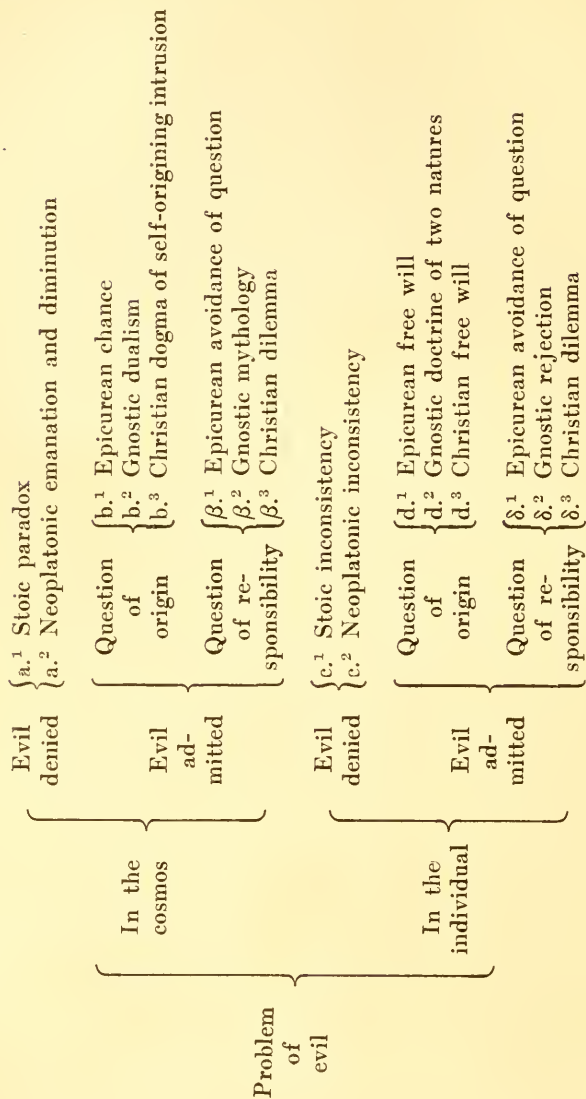 Problem
of
evil
In the
cosmos
Evil
denied
a.¹ Stoic paradox
a.² Neoplatonic emanation and diminution
Evil
ad-
mitted
Question
of
origin
b.¹ Epicurean chance
b.² Gnostic dualism
b.³ Christian dogma of self-origining intrusion
Question
of re-
sponsibility
β.¹ Epicurean avoidance of question
β.² Gnostic mythology
β.³ Christian dilemma
In the
individual
Evil
denied
c.¹ Stoic inconsistency
c.² Neoplatonic inconsistency
Evil
ad-
mitted
Question
of
origin
d.¹ Epicurean free will
d.² Gnostic doctrine of two natures
d.³ Christian free will
Question
of re-
sponsibility
δ.¹ Epicurean avoidance of question
δ.² Gnostic rejection
δ.³ Christian dilemma